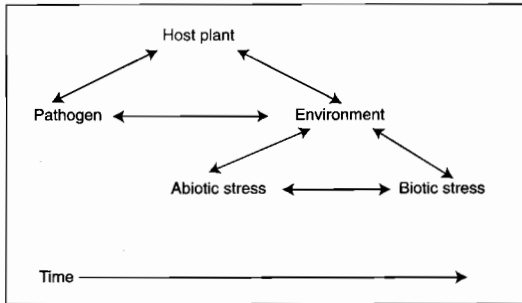 Host plant
Pathogen Environment
Abiotic stress Biotic stress
Time